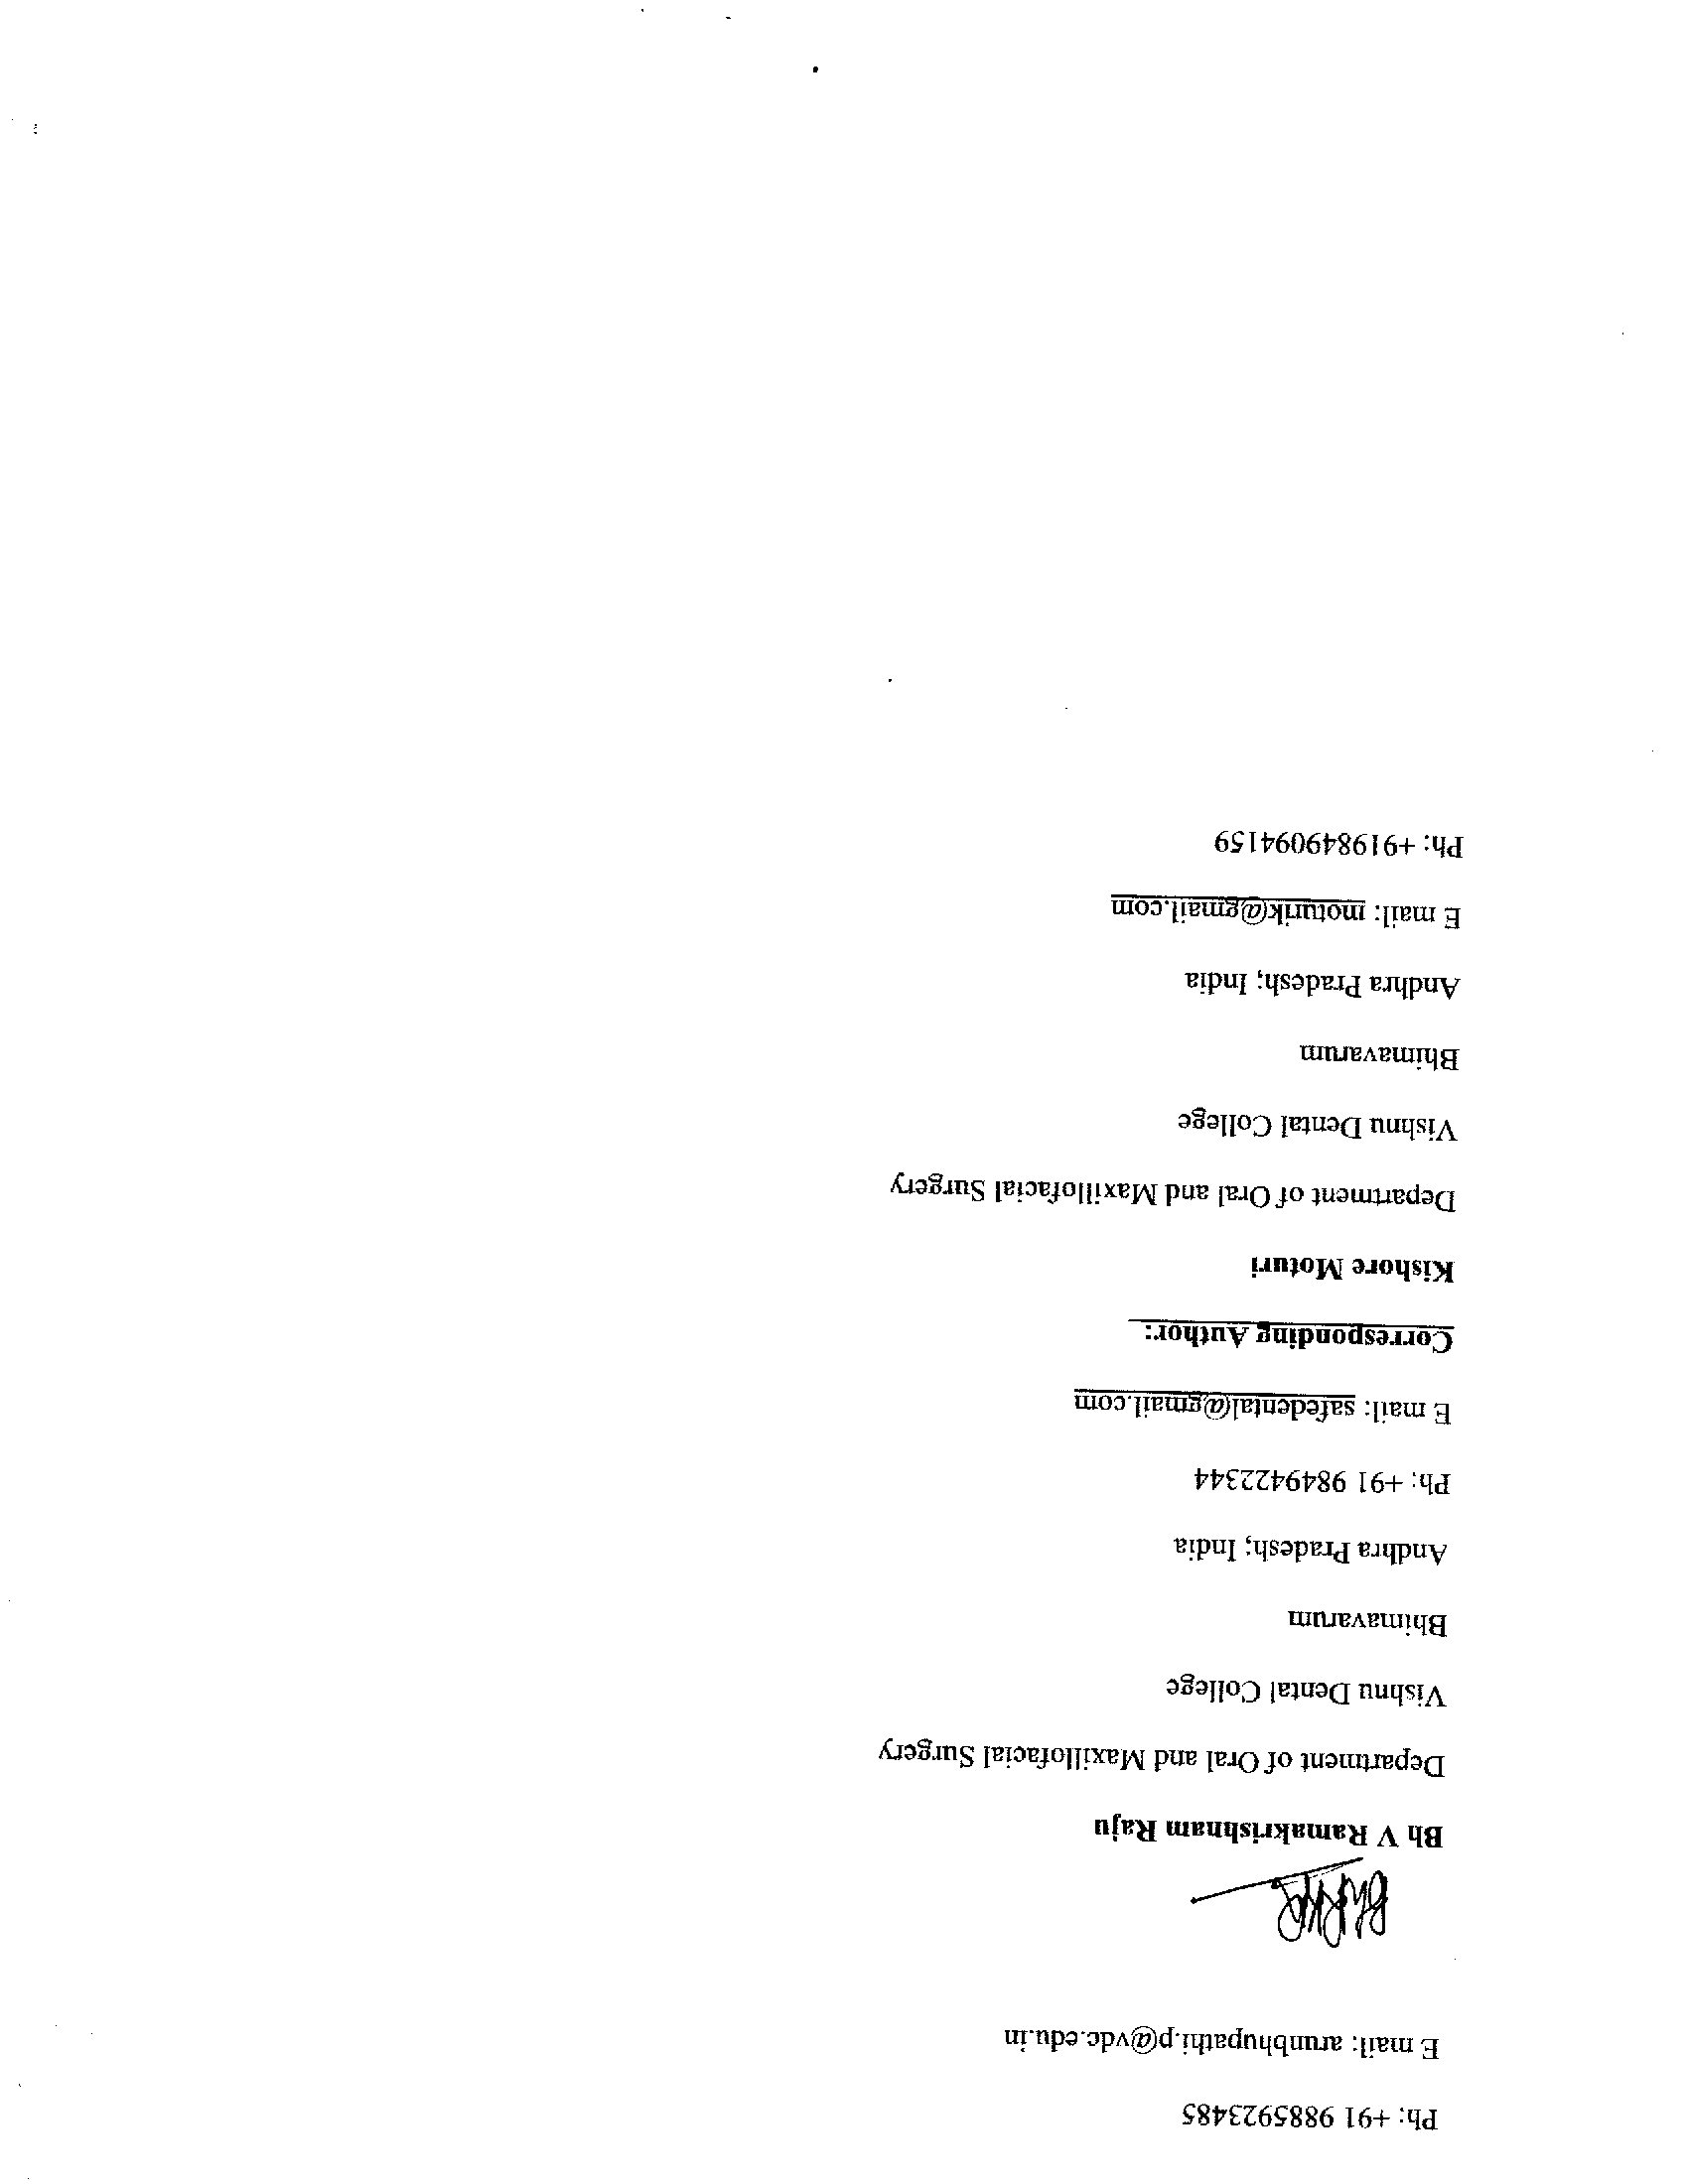 Ph: +91 9885923485
E mail: arunbhupathi.p@vdc.edu.in
Bh V Ramakrishnam Raju
Department of Oral and Maxillofacial Surgery
Vishnu Dental College
Bhimavarum
Andhra Pradesh; India
Ph: +91 9849422344
E mail: safedental@gmail.com
Corresponding Author:
Kishore Moturi
Department of Oral and Maxillofacial Surgery
Vishnu Dental College
Bhimavarum
Andhra Pradesh; India
E mail: moturik@gmail.com
Ph: +919849094159